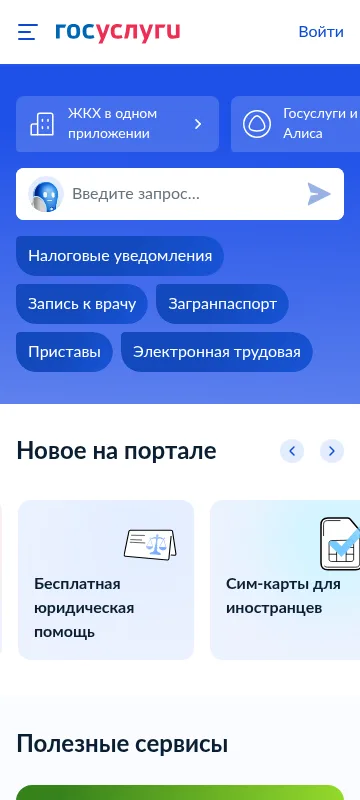 госуслуги
Войти
ЖКХ в одном
приложении
Госуслуги и
Алиса
Введите запрос...
Налоговые уведомления
Запись к врачу
Загранпаспорт
Приставы
Электронная трудовая
Новое на портале
Бесплатная
юридическая
помощь
Сим-карты для
иностранцев
Полезные сервисы